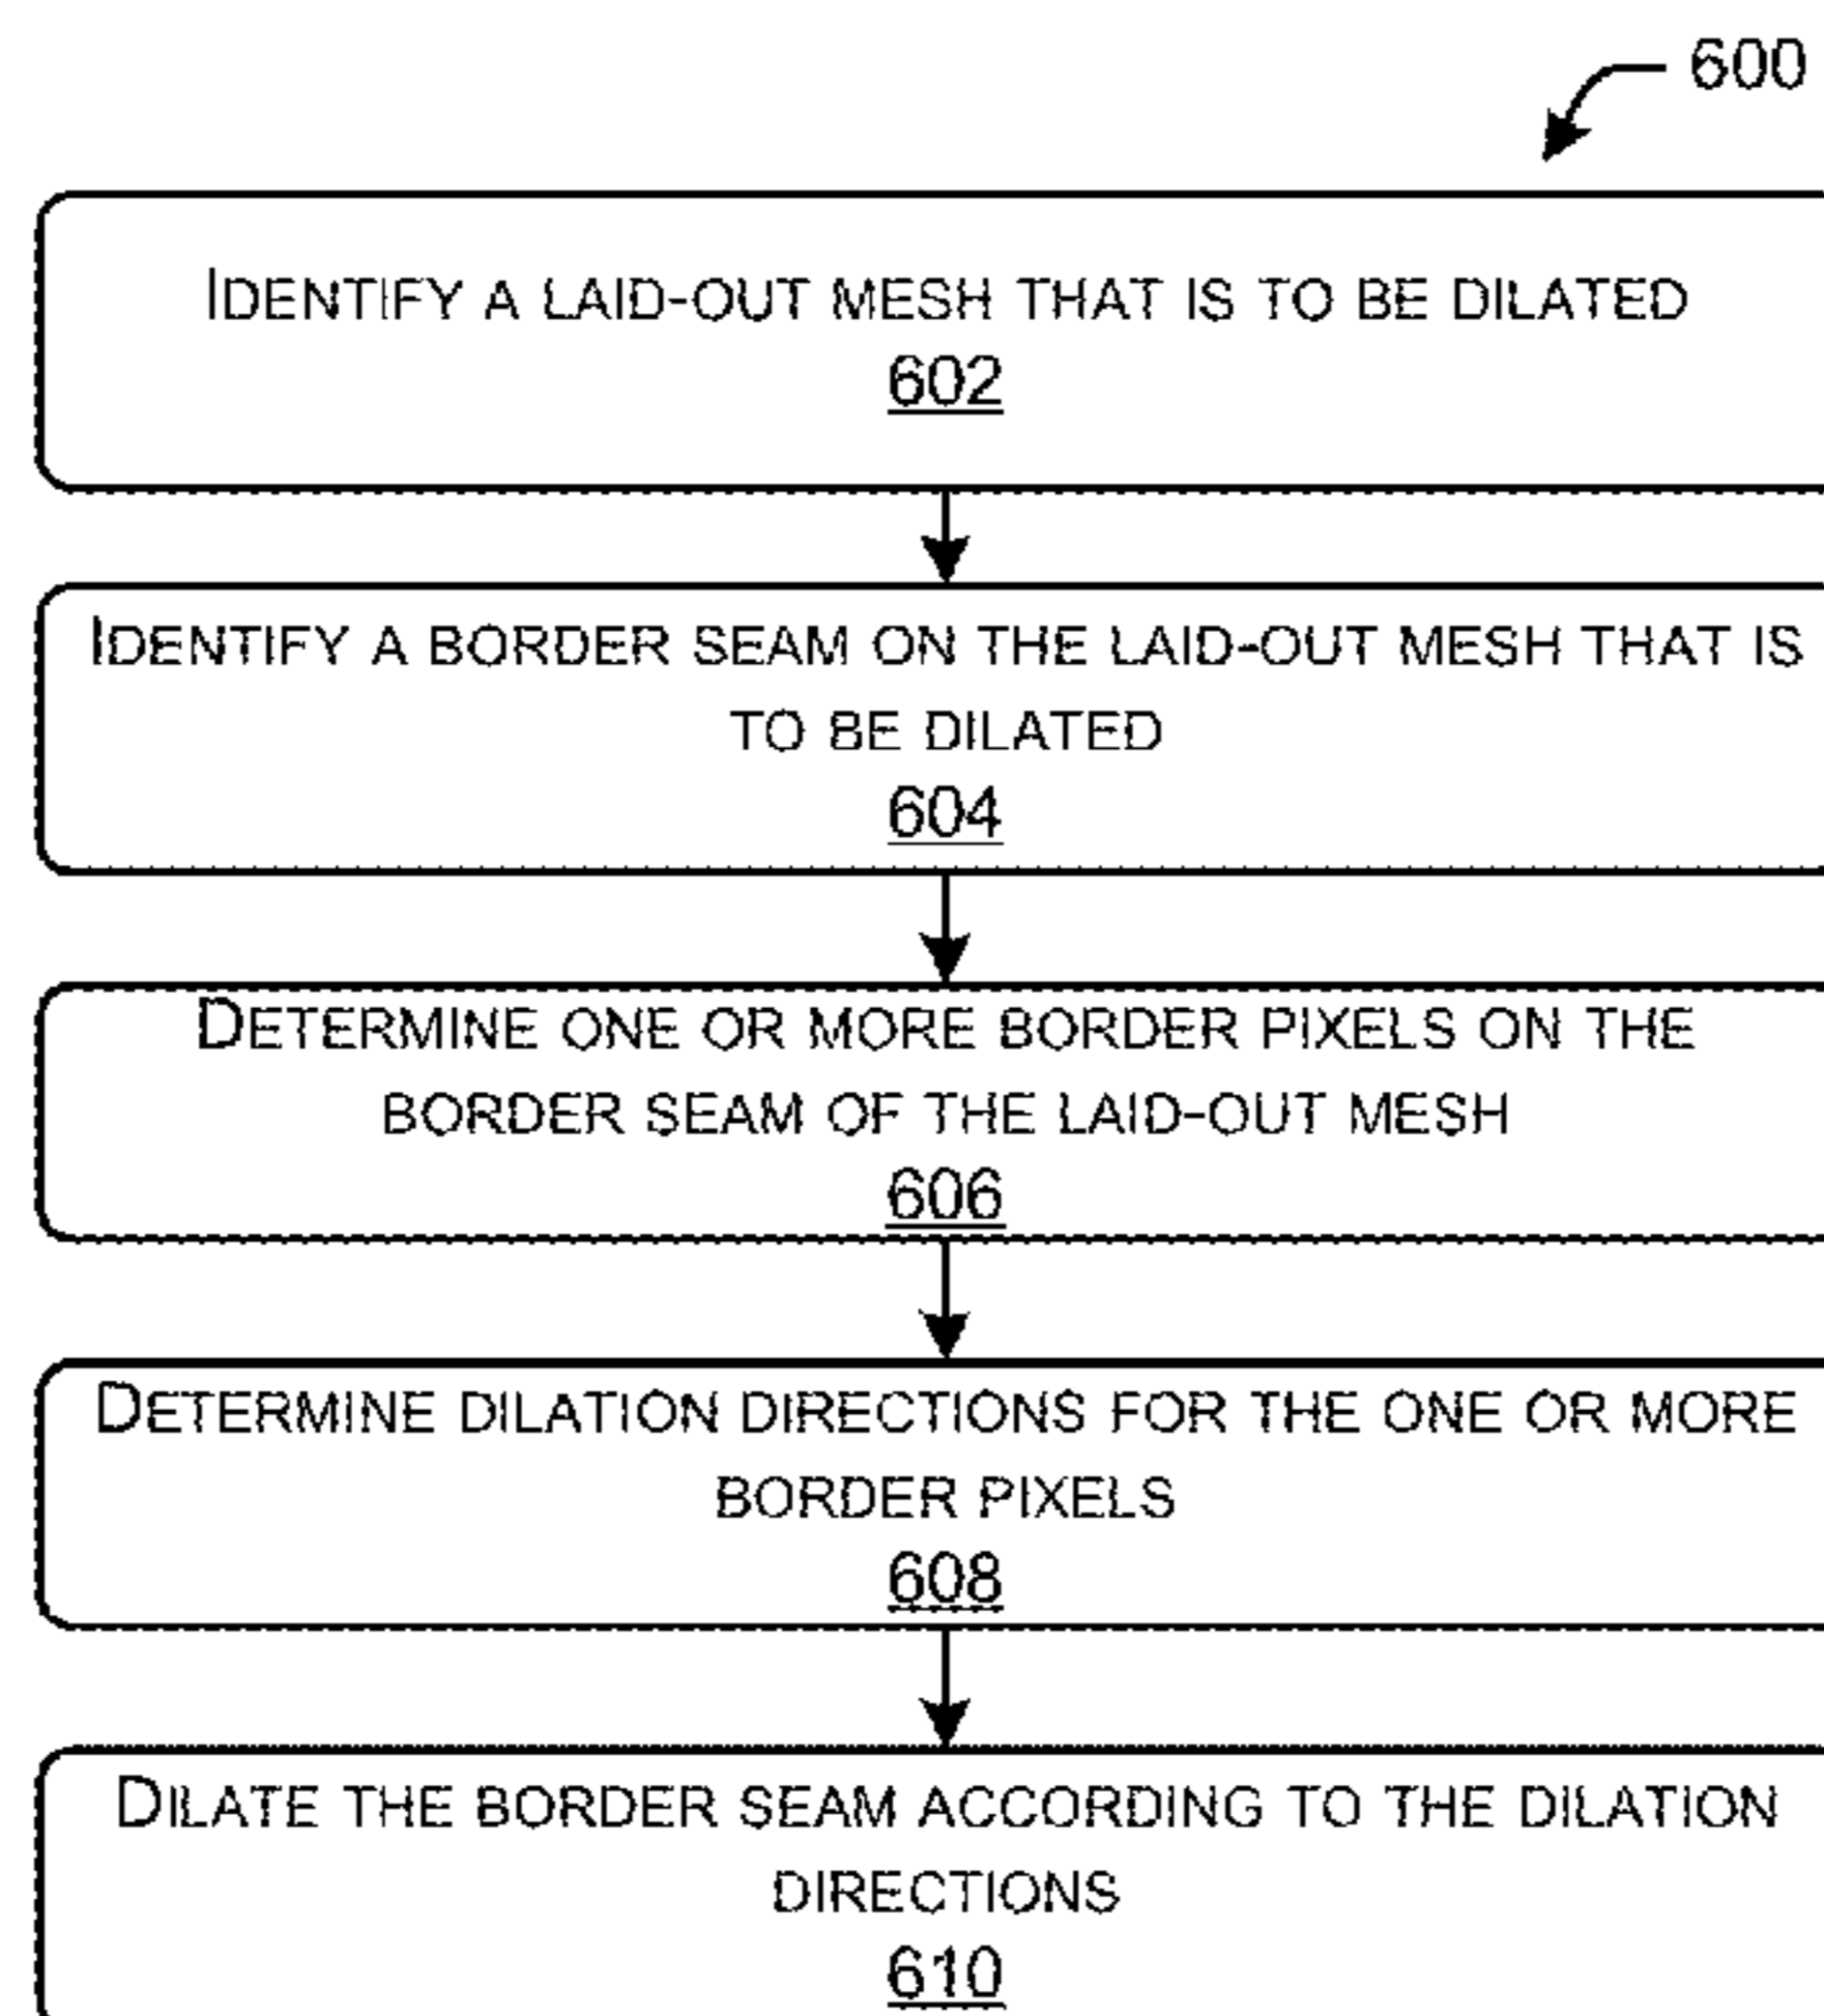 600
IDENTIFY A LAID-OUT MESH THAT IS TO BE DILATED
602
IDENTIFY A BORDER SEAM ON THE LAID-OUT MESH THAT IS
TO BE DILATED
604
DETERMINE ONE OR MORE BORDER PIXELS ON THE
BORDER SEAM OF THE LAID-OUT MESH
606
DETERMINE DILATION DIRECTIONS FOR THE ONE OR MORE
BORDER PIXELS
608
DILATE THE BORDER SEAM ACCORDING TO THE DILATION
DIRECTIONS
610